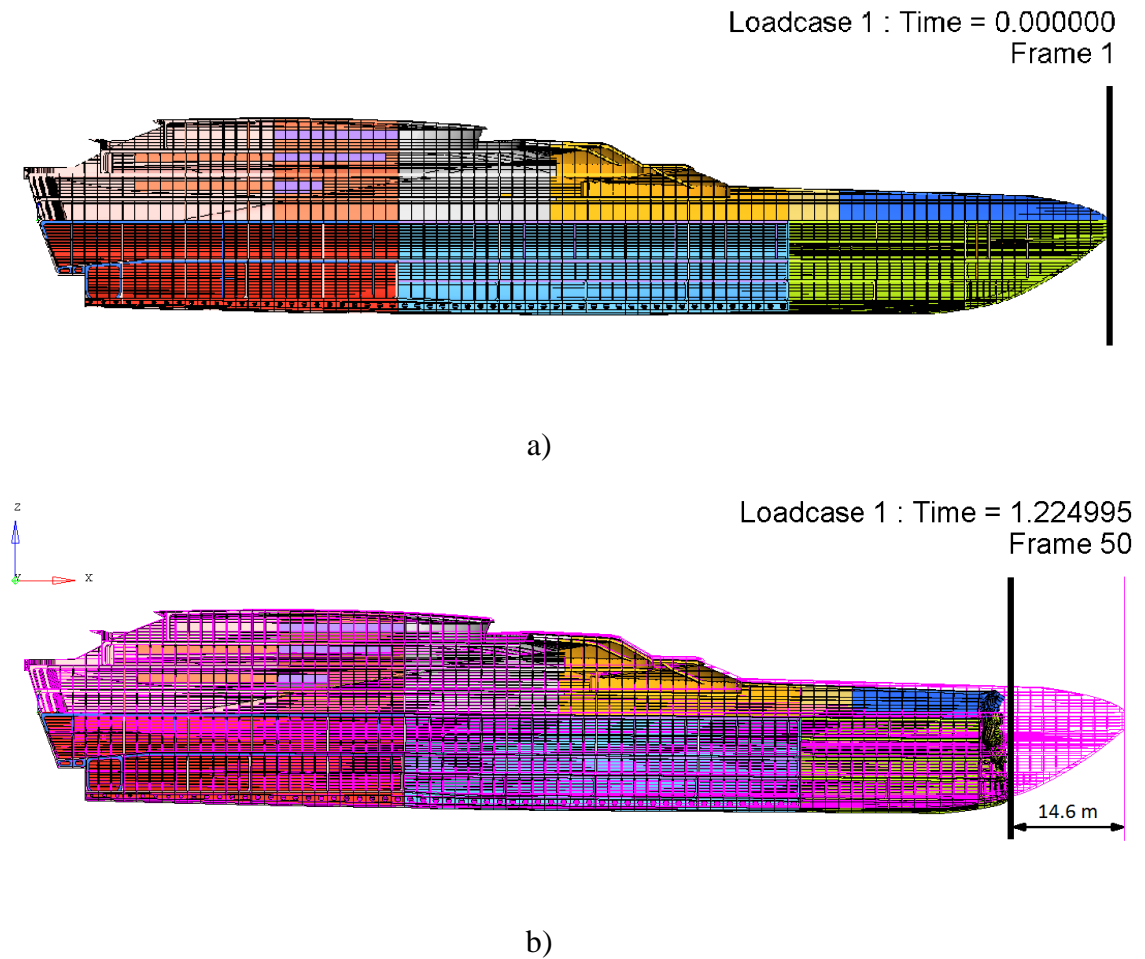 Loadcase 1 : Time = 0.000000
Frame 1
a)
Loadcase 1 : Time = 1.224995
Frame 50
z
Y
x
14.6 m
b)